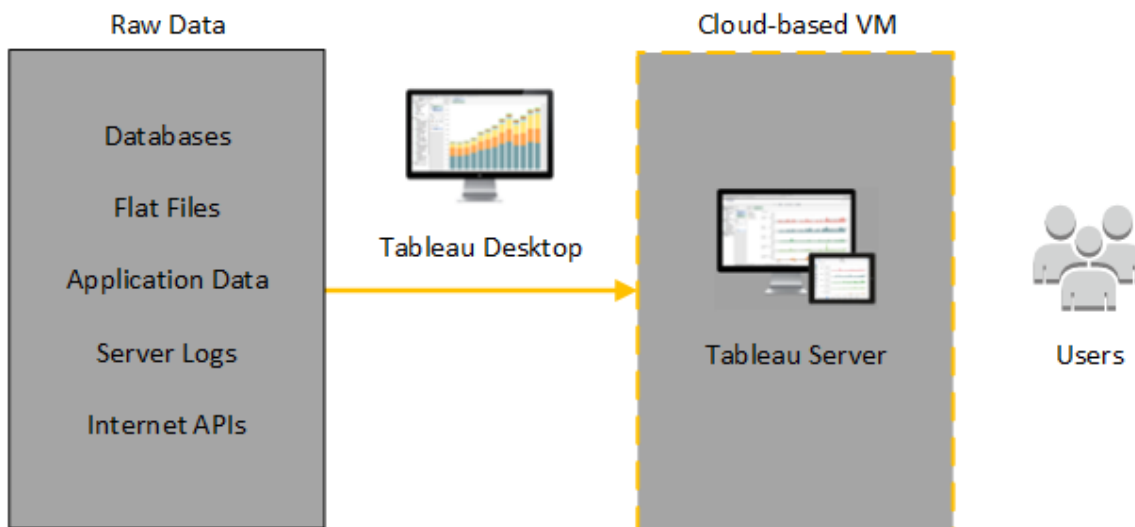 Raw Data
Databases
Flat Files
Application Data
Server Logs
Internet APIs
Tableau Desktop
Cloud-based VM
Tableau Server
Users